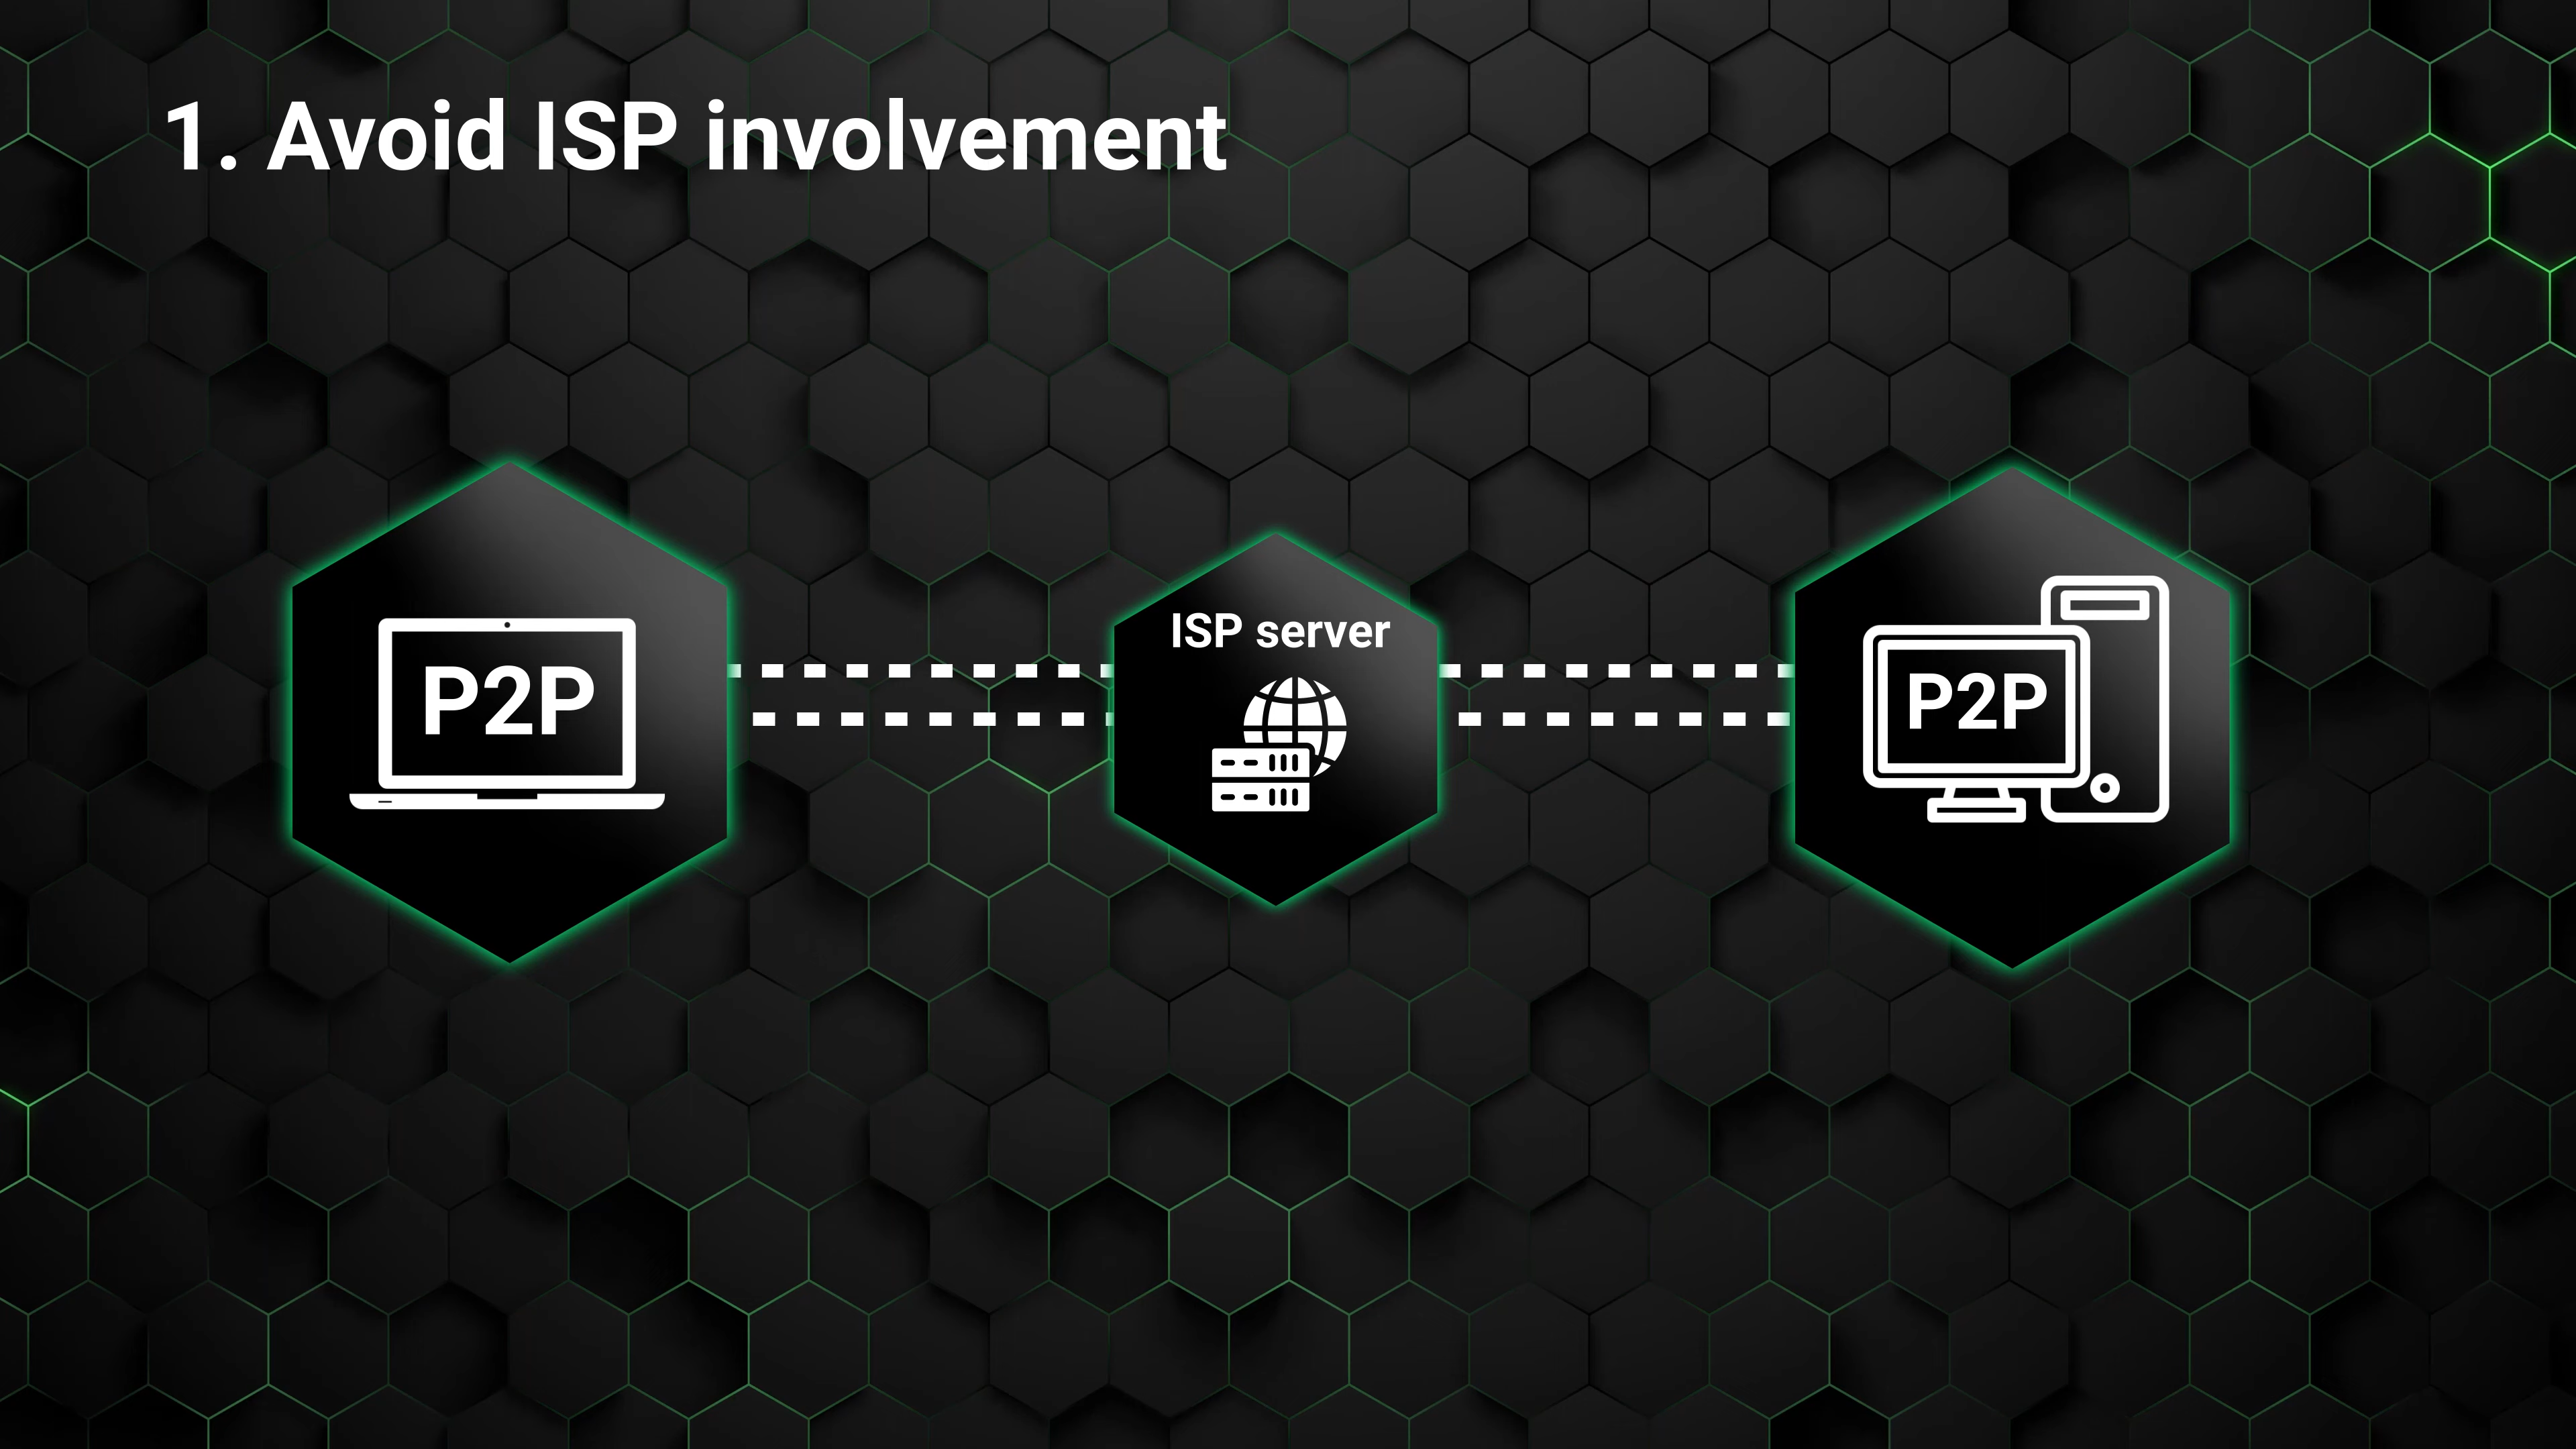 1. Avoid ISP involvement
P2P
ISP server
P2P